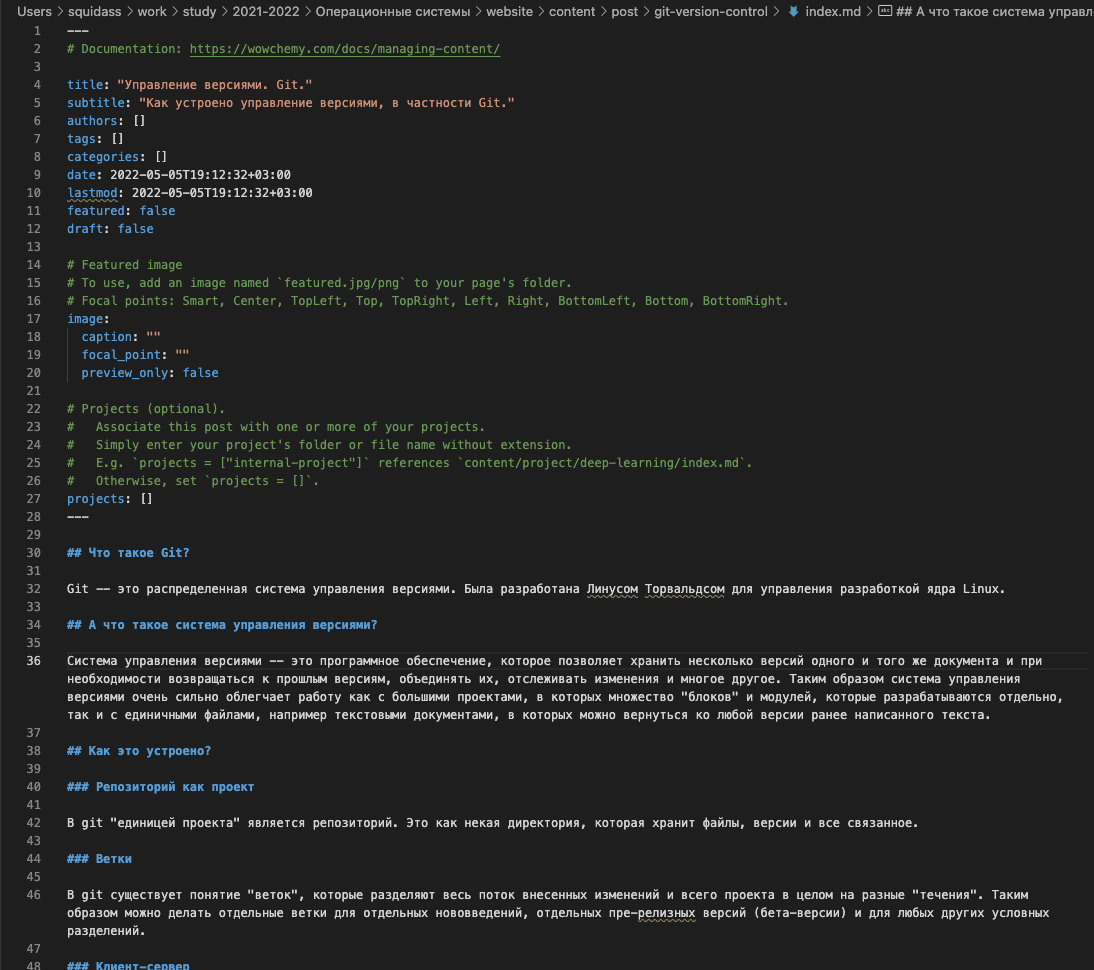 Users > squidass > work > study > 2021-2022 > Операционные системы > website > content > post > git-version-control > index.md > ## А что такое система управл
1 ---
2 # Documentation: https://wowchemy.com/docs/managing-content/
3
4 title: "Управление версиями. Git."
5 subtitle: "Как устроено управление версиями, в частности Git."
6 authors: []
7 tags: []
8 categories: []
9 date: 2022-05-05T19:12:32+03:00
10 lastmod: 2022-05-05T19:12:32+03:00
11 featured: false
12 draft: false
13
14 # Featured image
15 # To use, add an image named `featured.jpg/png` to your page's folder.
16 # Focal points: Smart, Center, TopLeft, Top, TopRight, Left, Right, BottomLeft, Bottom, BottomRight.
17 image:
18   caption: ""
19   focal_point: ""
20   preview_only: false
21
22 # Projects (optional).
23 #   Associate this post with one or more of your projects.
24 #   Simply enter your project's folder or file name without extension.
25 #   E.g. `projects = ["internal-project"]` references `content/project/deep-learning/index.md`.
26 #   Otherwise, set `projects = []`.
27 projects: []
28 ---
29
30 ## Что такое Git?
31
32 Git -- это распределенная система управления версиями. Была разработана Линусом Торвальдсом для управления разработкой ядра Linux.
33
34 ## А что такое система управления версиями?
35
36 Система управления версиями -- это программное обеспечение, которое позволяет хранить несколько версий одного и того же документа и при
необходимости возвращаться к прошлым версиям, объединять их, отслеживать изменения и многое другое. Таким образом система управления
версиями очень сильно облегчает работу как с большими проектами, в которых множество "блоков" и модулей, которые разрабатываются отдельно,
так и с единичными файлами, например текстовыми документами, в которых можно вернуться ко любой версии ранее написанного текста.
37
38 ## Как это устроено?
39
40 ### Репозиторий как проект
41
42 В git "единицей проекта" является репозиторий. Это как некая директория, которая хранит файлы, версии и все связанное.
43
44 ### Ветки
45
46 В git существует понятие "веток", которые разделяют весь поток внесенных изменений и всего проекта в целом на разные "течения". Таким
образом можно делать отдельные ветки для отдельных нововведений, отдельных пре-релизных версий (бета-версии) и для любых других условных
разделений.
47
48 ### Клиент-сервер